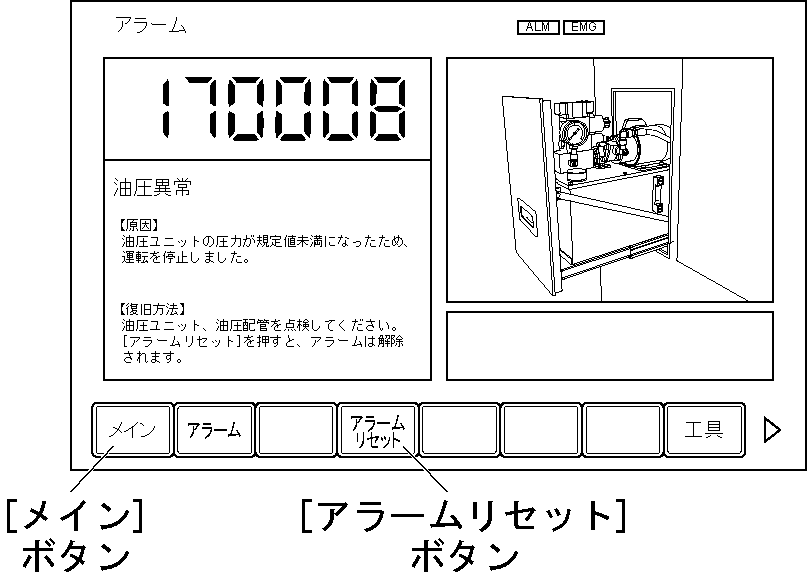 アラーム
ALM EMG
170008
油圧異常
【原因】
油圧ユニットの圧力が規定値未満になったため、
運転を停止しました。
【復旧方法】
油圧ユニット、油圧配管を点検してください。
[アラームリセット]を押すと、アラームは解除
されます。
メイン アラーム アラーム 工具
リセット
[メイン] [アラームリセット]
ボタン ボタン